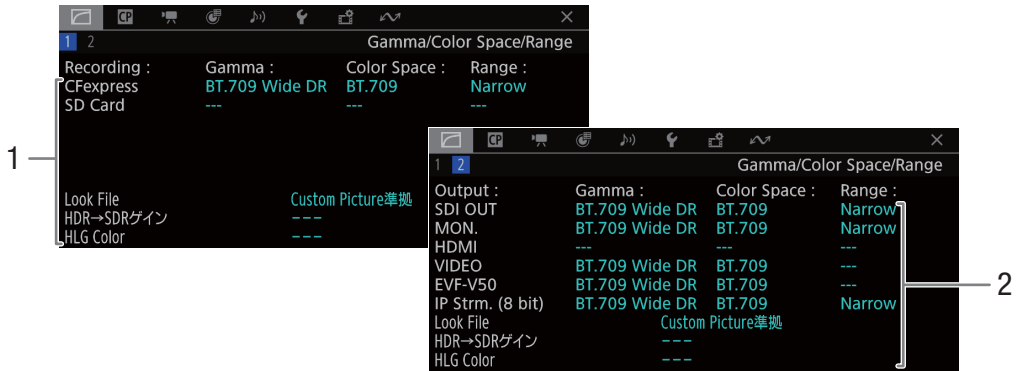 CP
1 2 Gamma/Color Space/Range
Recording : Gamma : Color Space : Range :
CFexpress BT.709 Wide DR BT.709 Narrow
SD Card --- --- ---
1
Look File Custom Picture準拠
HDR→SDRゲイン ---
HLG Color ---
CP
1 2 Gamma/Color Space/Range
Output : Gamma : Color Space : Range :
SDI OUT BT.709 Wide DR BT.709 Narrow
MON. BT.709 Wide DR BT.709 Narrow
HDMI --- --- ---
VIDEO BT.709 Wide DR BT.709 ---
EVF-V50 BT.709 Wide DR BT.709 ---
2
IP Strm. (8 bit) BT.709 Wide DR BT.709 Narrow
Look File Custom Picture準拠
HDR→SDRゲイン ---
HLG Color ---